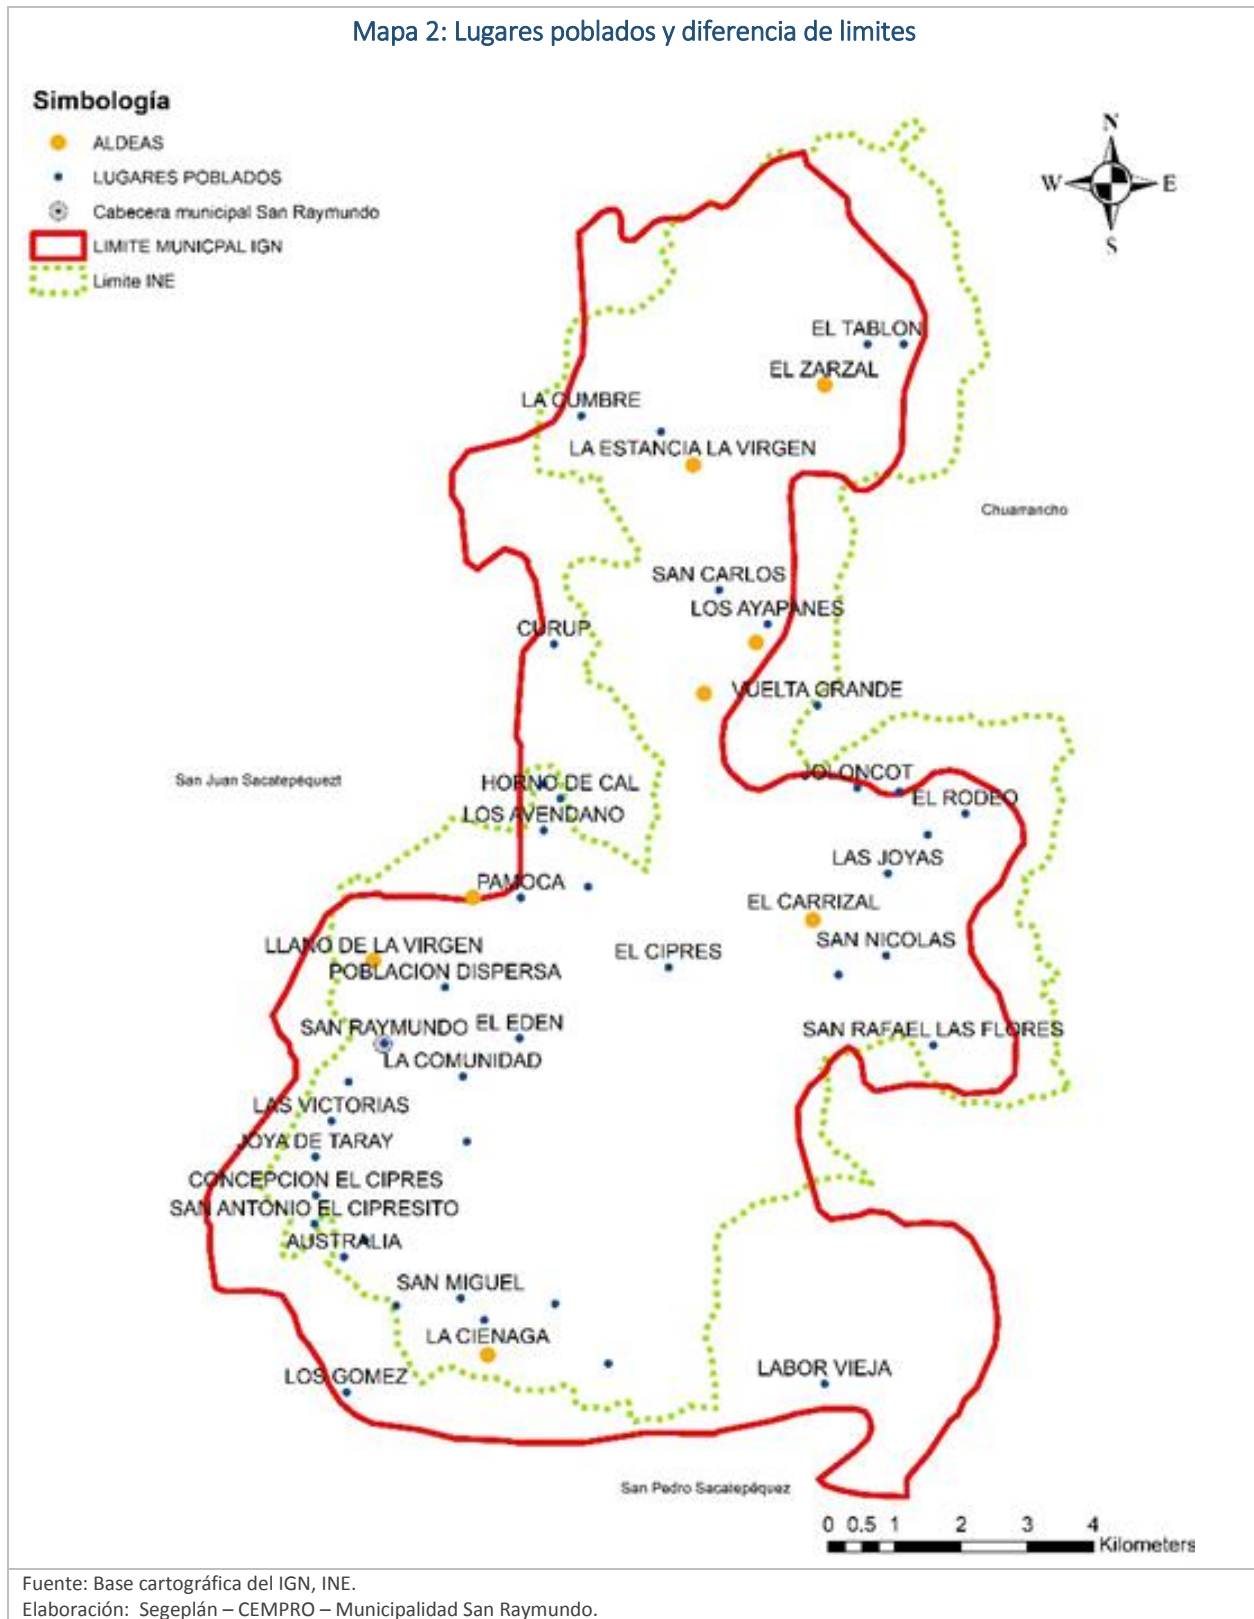 Mapa 2: Lugares poblados y diferencia de limites
Simbología
ALDEAS
LUGARES POBLADOS
Cabecera municipal San Raymundo
LIMITE MUNICPAL IGN
Limite INE
N
W
E
S
EL TABLON
EL ZARZAL
LA CUMBRE
LA ESTANCIA LA VIRGEN
Chuarrancho
SAN CARLOS
LOS AYAPANES
CURUP
VUELTA GRANDE
San Juan Sacatepéquezt
JOLONCOT
HORNO DE CAL
EL RODEO
LOS AVENDANO
LAS JOYAS
PAMOCA
EL CARRIZAL
LLANO DE LA VIRGEN
SAN NICOLAS
EL CIPRES
POBLACION DISPERSA
SAN RAYMUNDO
EL EDEN
SAN RAFAEL LAS FLORES
LA COMUNIDAD
LAS VICTORIAS
JOYA DE TARAY
CONCEPCION EL CIPRES
SAN ANTONIO EL CIPRESITO
AUSTRALIA
SAN MIGUEL
LA CIENAGA
LOS GOMEZ
LABOR VIEJA
San Pedro Sacatepéquez
0 0.5 1 2 3 4
Kilometers
Fuente: Base cartográfica del IGN, INE.
Elaboración: Segeplán – CEMPRO – Municipalidad San Raymundo.